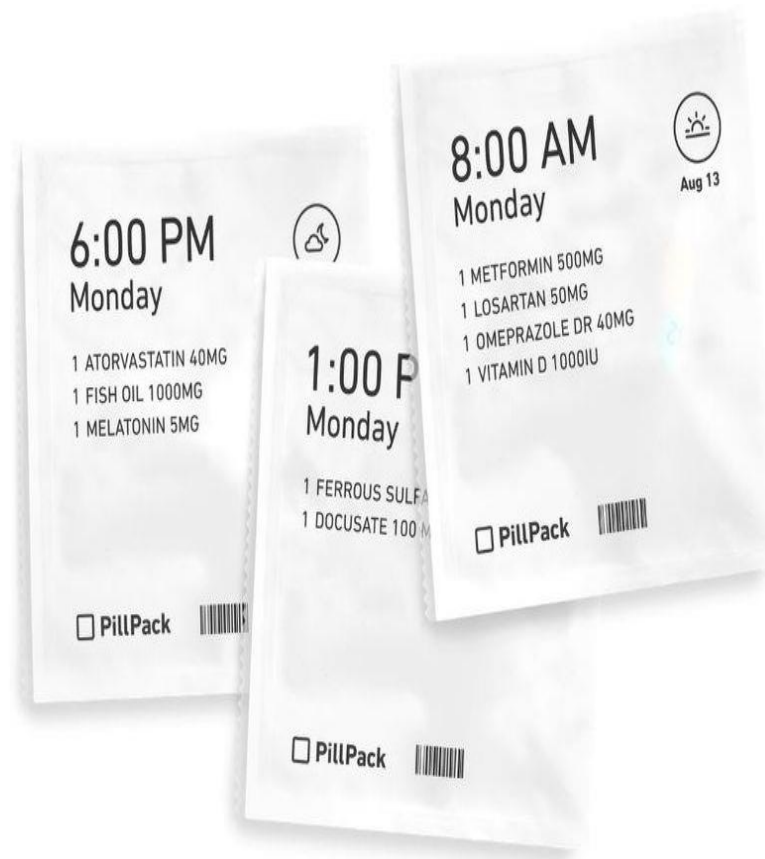 6:00 PM
Monday
1 ATORVASTATIN 40MG
1 FISH OIL 1000MG
1 MELATONIN 5MG
PillPack
1:00
Monday
1 FERROUS
1 DOCUSATE 100
PillPack
8:00 AM
Monday
Aug 13
1 METFORMIN 500MG
1 LOSARTAN 50MG
1 OMEPRAZOLE DR 40MG
1 VITAMIN D 1000IU
PillPack